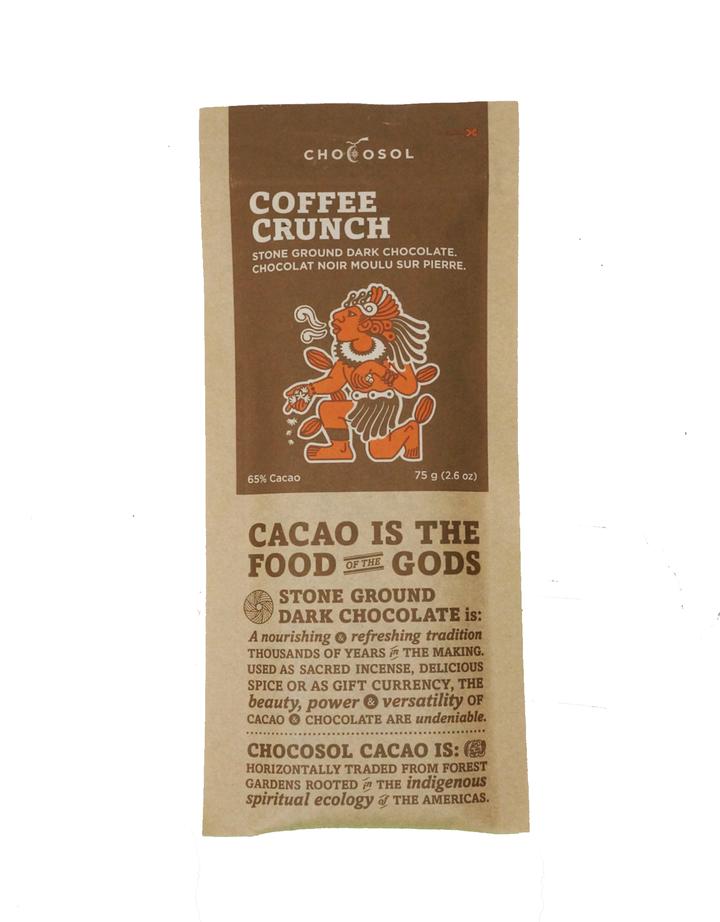 CHOCOSOL
COFFEE
CRUNCH
STONE GROUND DARK CHOCOLATE.
CHOCOLAT NOIR MOULU SUR PIERRE.
65% Cacao
75 g (2.6 oz)
CACAO IS THE
FOOD OF THE GODS
STONE GROUND
DARK CHOCOLATE is:
A nourishing & refreshing tradition
THOUSANDS OF YEARS in THE MAKING.
USED AS SACRED INCENSE, DELICIOUS
SPICE OR AS GIFT CURRENCY, THE
beauty, power & versatility OF
CACAO & CHOCOLATE ARE undeniable.
CHOCOSOL CACAO IS:
HORIZONTALLY TRADED FROM FOREST
GARDENS ROOTED in THE indigenous
spiritual ecology of THE AMERICAS.